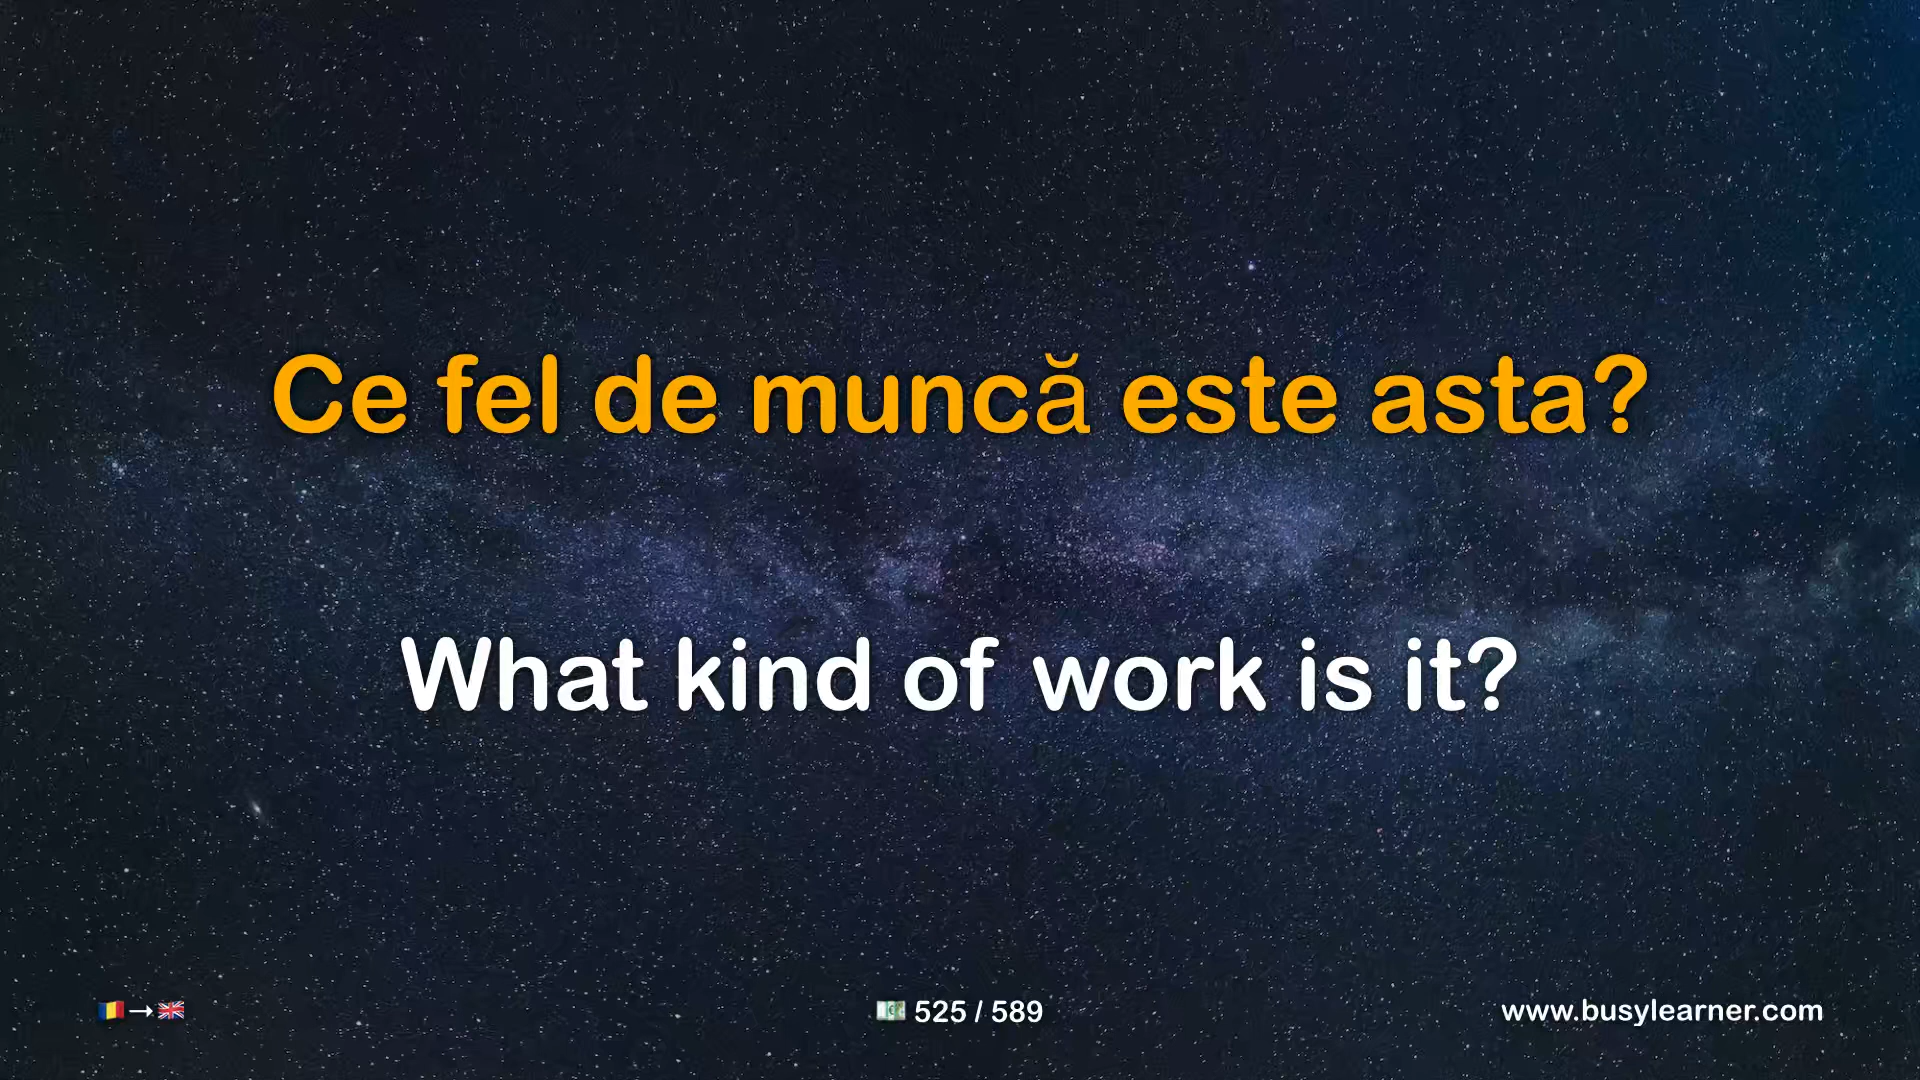 Ce fel de muncă este asta?
What kind of work is it?
🇷🇴→🇬🇧 💶 525 / 589 www.busylearner.com